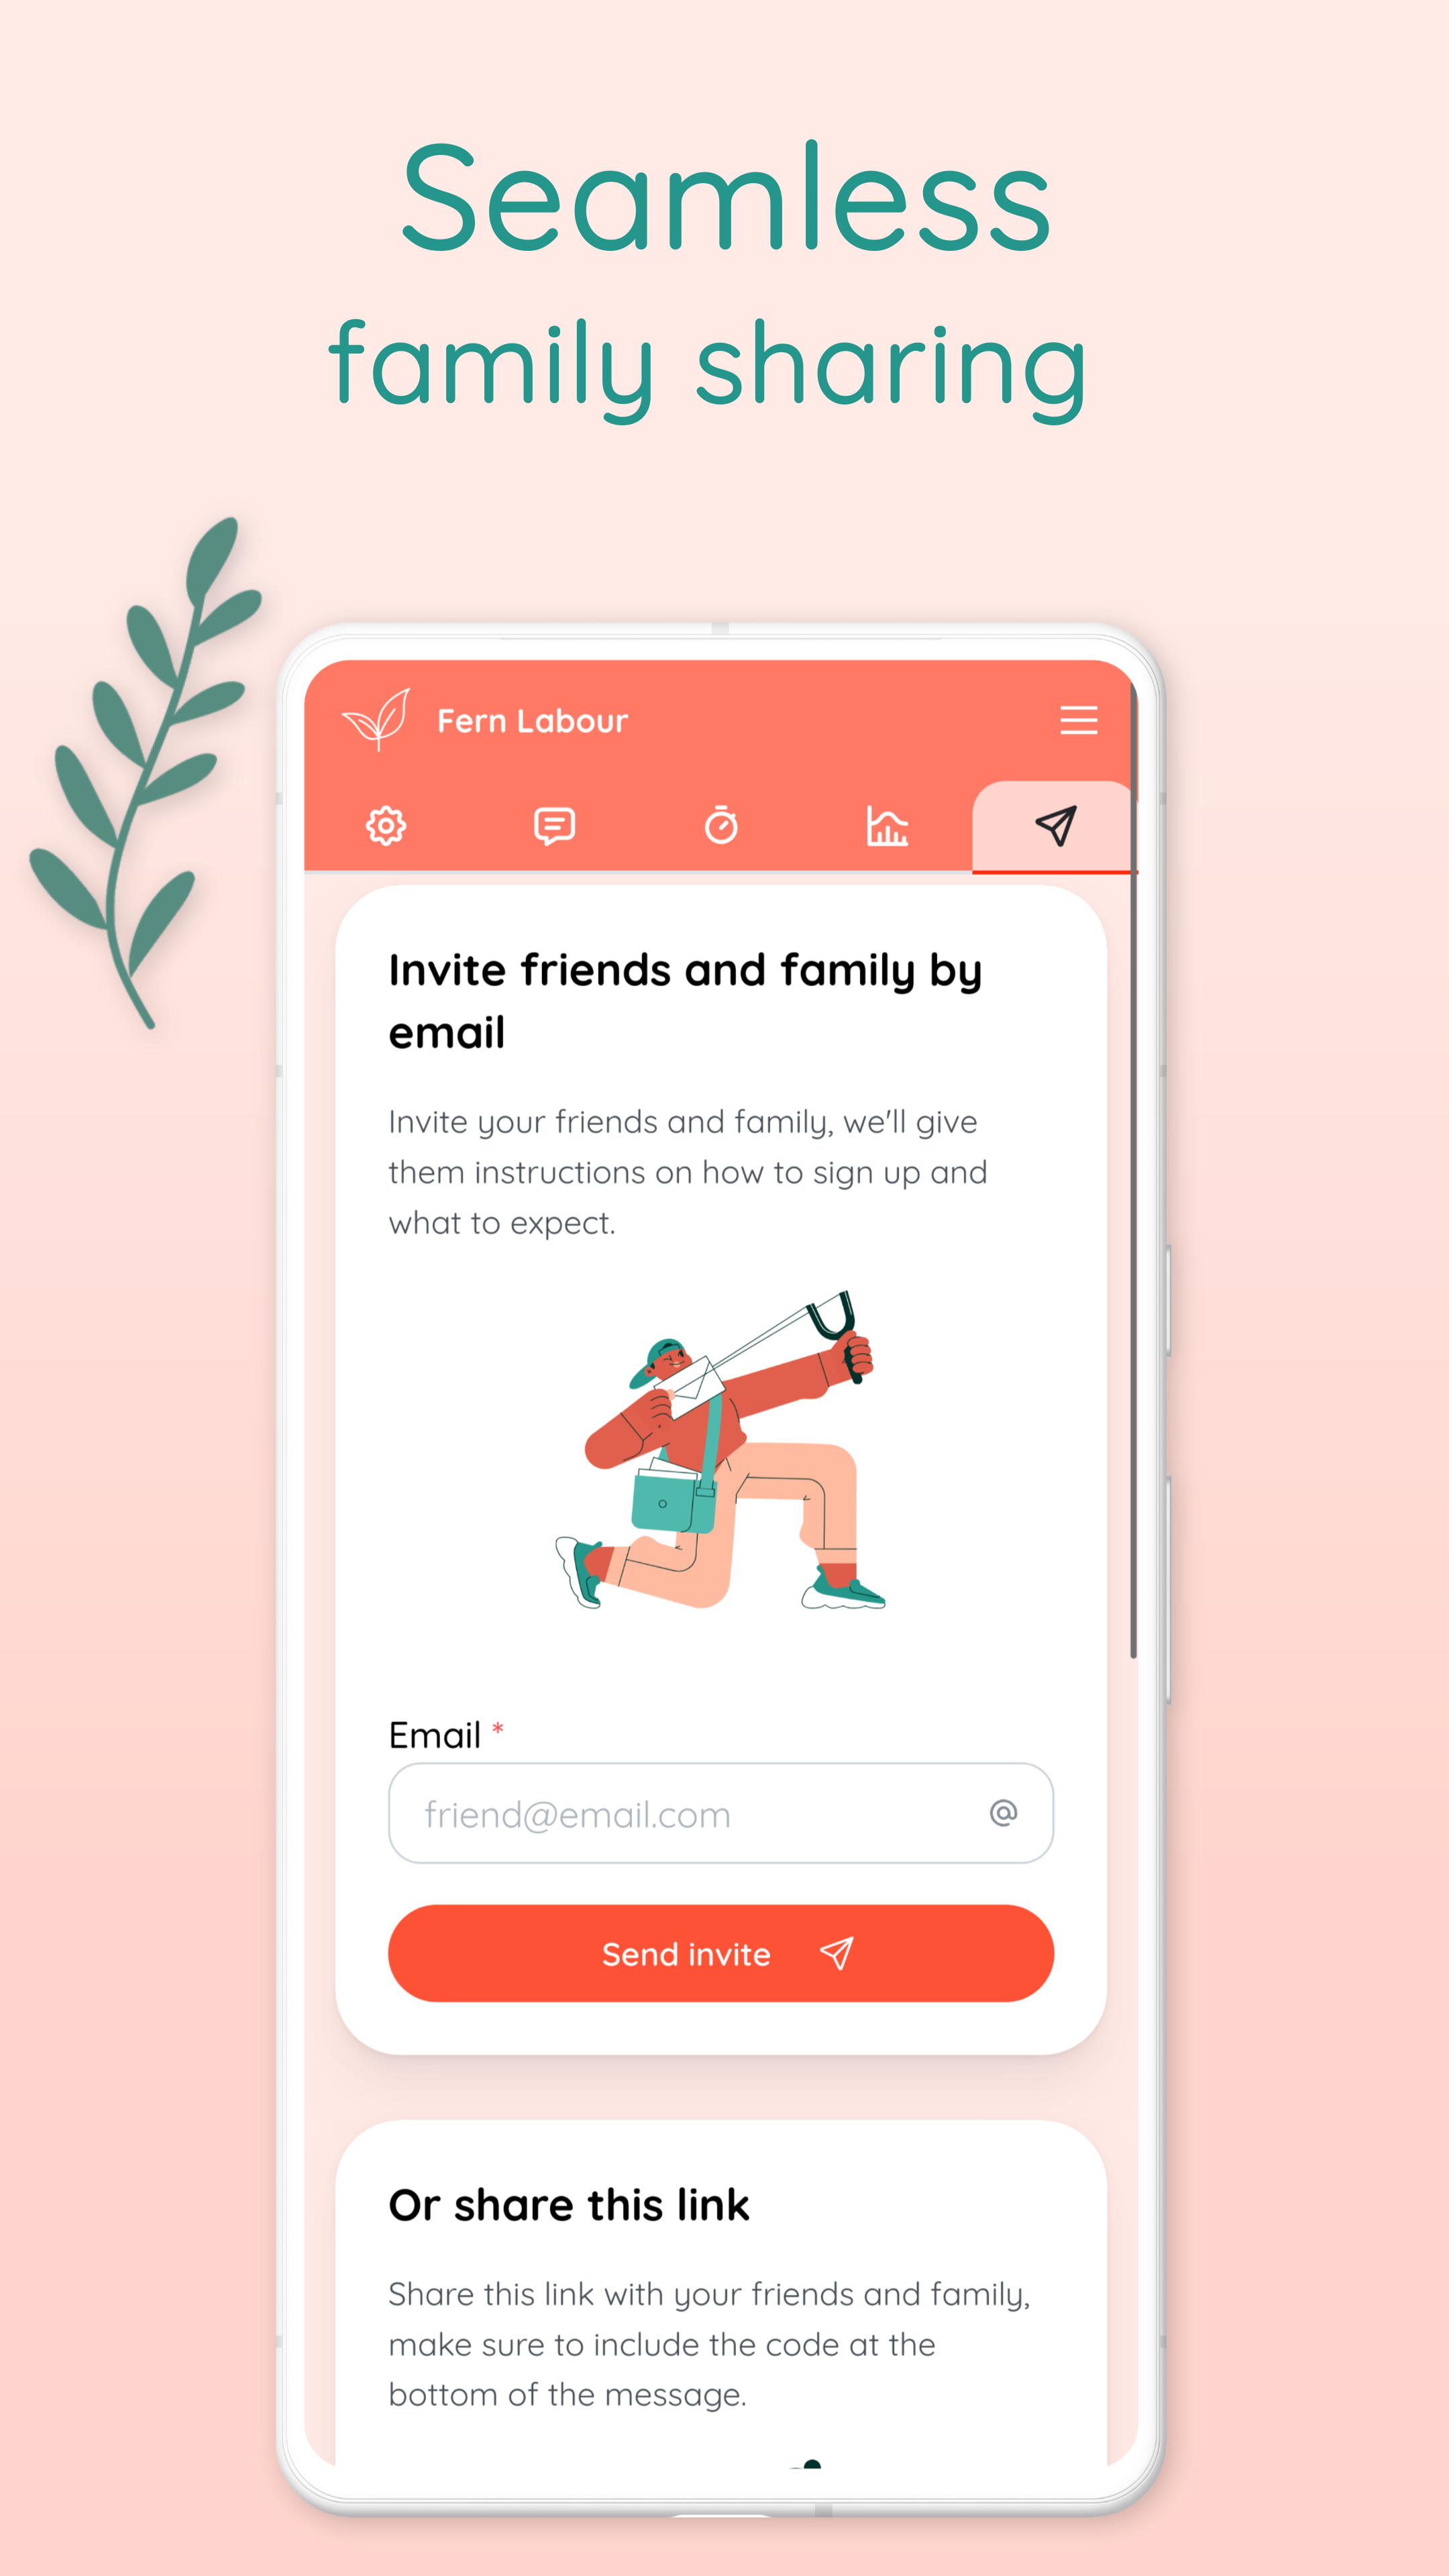 Seamless
family sharing
Fern Labour
Invite friends and family by
email
Invite your friends and family, we'll give
them instructions on how to sign up and
what to expect.
Email *
friend@email.com
Send invite
Or share this link
Share this link with your friends and family,
make sure to include the code at the
bottom of the message.